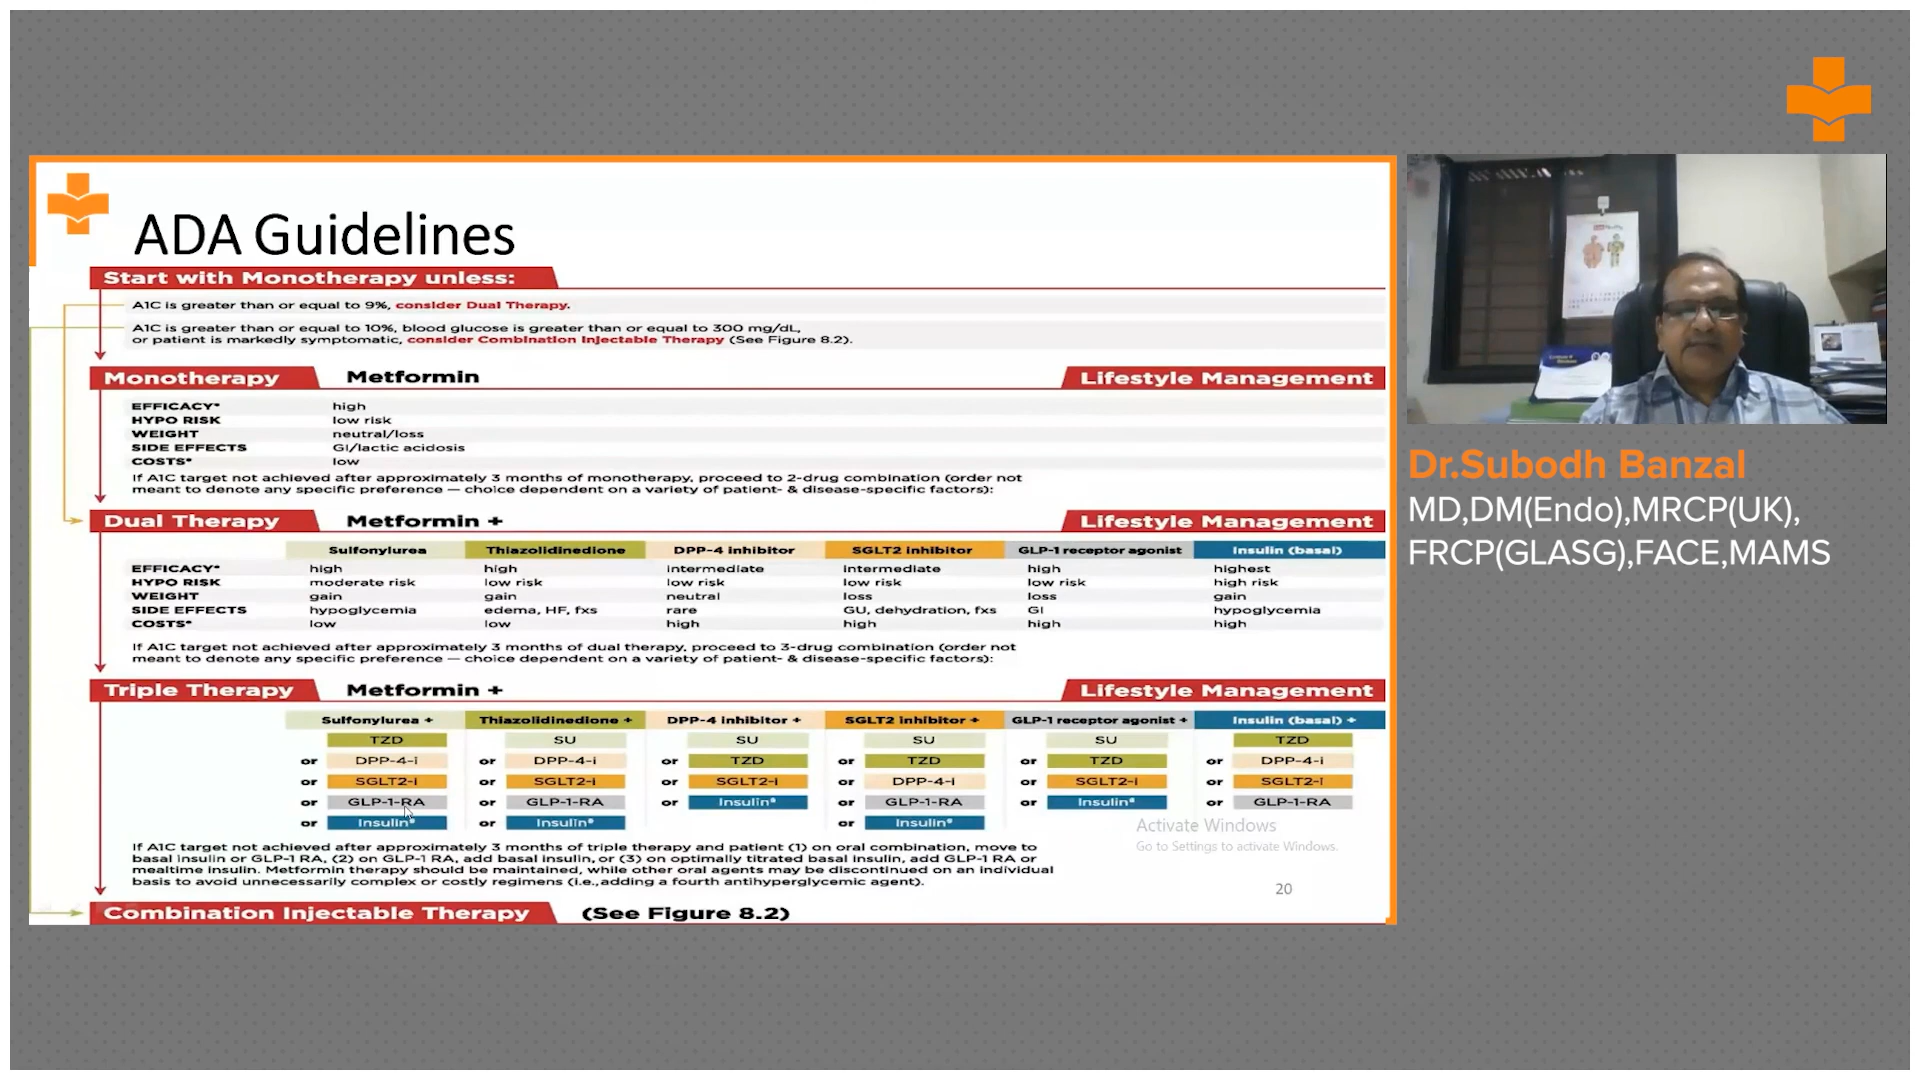 ADA Guidelines
Start with Monotherapy unless:
A1C is greater than or equal to 9%, consider Dual Therapy.
A1C is greater than or equal to 10%, blood glucose is greater than or equal to 300 mg/dL,
or patient is markedly symptomatic, consider Combination Injectable Therapy (See Figure 8.2).
Monotherapy Metformin Lifestyle Management
EFFICACY* high
HYPO RISK low risk
WEIGHT neutral/loss
SIDE EFFECTS GI/lactic acidosis
COSTS* low
If A1C target not achieved after approximately 3 months of monotherapy, proceed to 2-drug combination (order not
meant to denote any specific preference — choice dependent on a variety of patient- & disease-specific factors):
Dual Therapy Metformin + Lifestyle Management
Sulfonylurea Thiazolidinedione DPP-4 inhibitor SGLT2 inhibitor GLP-1 receptor agonist Insulin (basal)
EFFICACY* high high intermediate intermediate high highest
HYPO RISK moderate risk low risk low risk low risk low risk high risk
WEIGHT gain gain neutral loss loss gain
SIDE EFFECTS hypoglycemia edema, HF, fxs rare GU, dehydration, fxs GI hypoglycemia
COSTS* low low high high high high
If A1C target not achieved after approximately 3 months of dual therapy, proceed to 3-drug combination (order not
meant to denote any specific preference — choice dependent on a variety of patient- & disease-specific factors):
Triple Therapy Metformin + Lifestyle Management
Sulfonylurea + Thiazolidinedione + DPP-4 inhibitor + SGLT2 inhibitor + GLP-1 receptor agonist + Insulin (basal) +
TZD SU SU SU SU TZD
or DPP-4-i or DPP-4-i or TZD or TZD or TZD or DPP-4-i
or SGLT2-i or SGLT2-i or SGLT2-i or DPP-4-i or SGLT2-i or SGLT2-i
or GLP-1-RA or GLP-1-RA or Insulin* or GLP-1-RA or Insulin* or GLP-1-RA
or Insulin* or Insulin* or Insulin*
If A1C target not achieved after approximately 3 months of triple therapy and patient (1) on oral combination, move to
basal insulin or GLP-1 RA, (2) on GLP-1 RA, add basal insulin, or (3) on optimally titrated basal insulin, add GLP-1 RA or
mealtime insulin. Metformin therapy should be maintained, while other oral agents may be discontinued on an individual
basis to avoid unnecessarily complex or costly regimens (i.e.,adding a fourth antihyperglycemic agent).
Combination Injectable Therapy (See Figure 8.2)
Activate Windows
Go to Settings to activate Windows.
20
Dr.Subodh Banzal
MD,DM(Endo),MRCP(UK),
FRCP(GLASG),FACE,MAMS